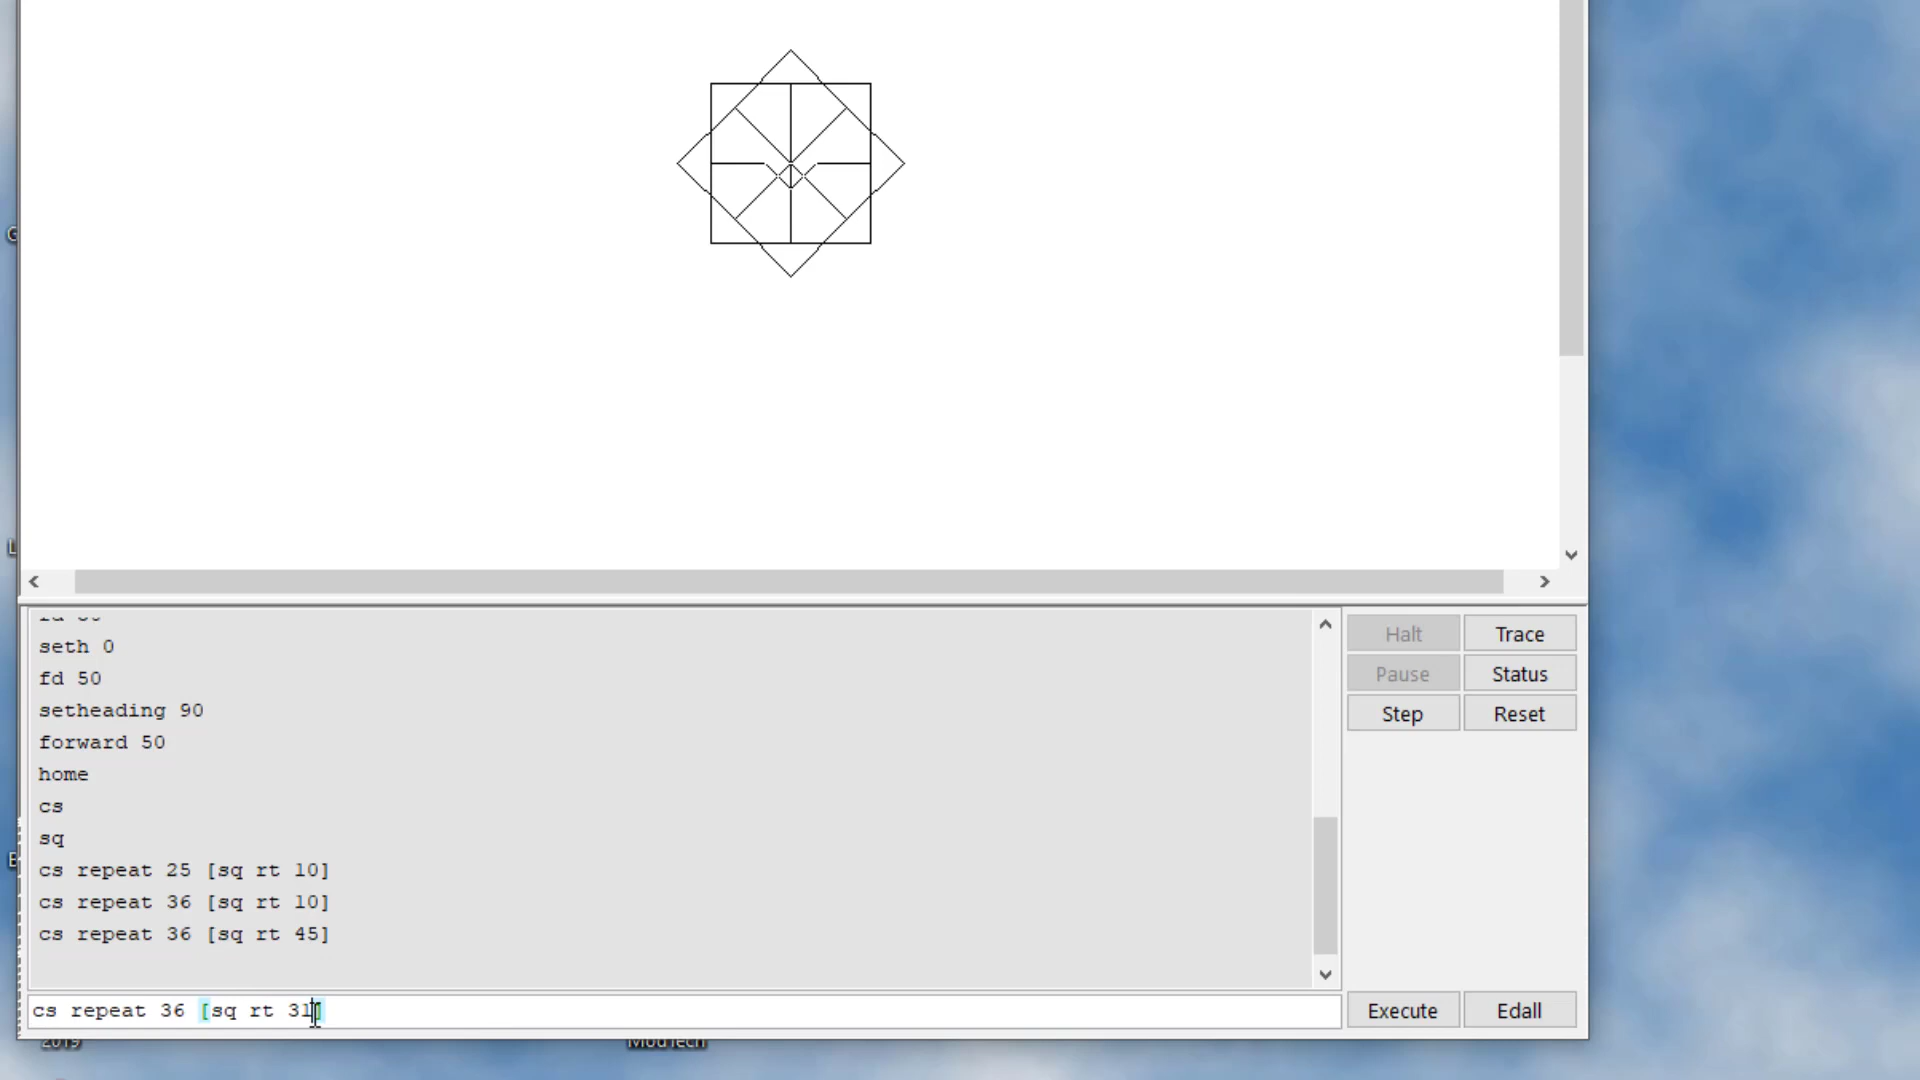 seth 0
fd 50
setheading 90
forward 50
home
cs
sq
cs repeat 25 [sq rt 10]
cs repeat 36 [sq rt 10]
cs repeat 36 [sq rt 45]
cs repeat 36 [sq rt 31]
Halt
Trace
Pause
Status
Step
Reset
Execute
Edall
2019
ModTech